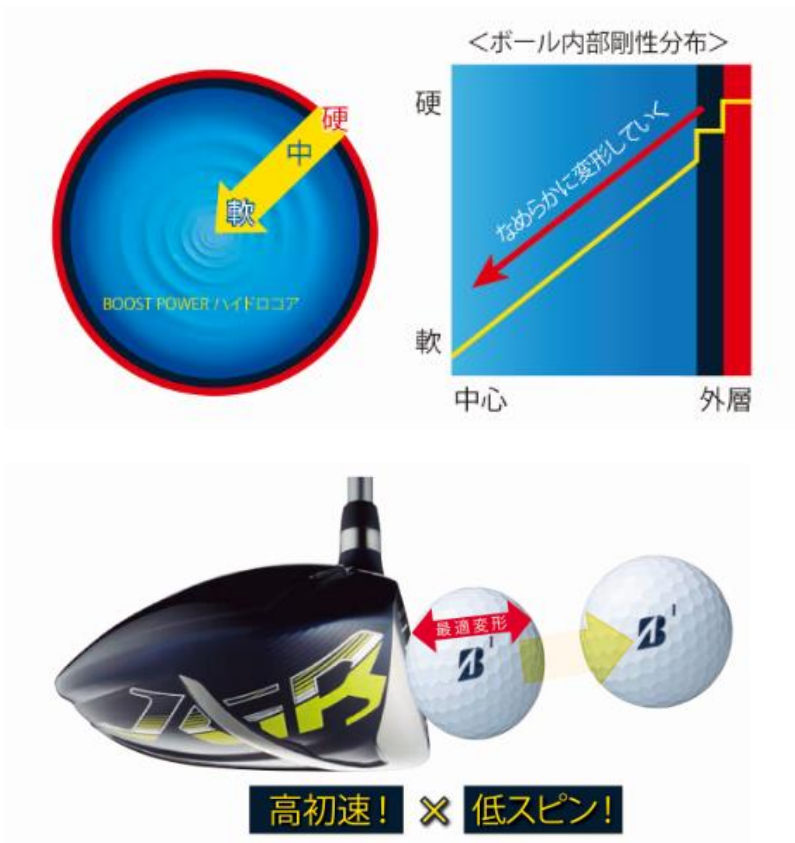 硬
中
軟
BOOST POWER ハイドロコア
＜ボール内部剛性分布＞
硬
なめらかに変形していく
軟
中心
外層
最適変形
B
1
B
1
高初速！ × 低スピン！